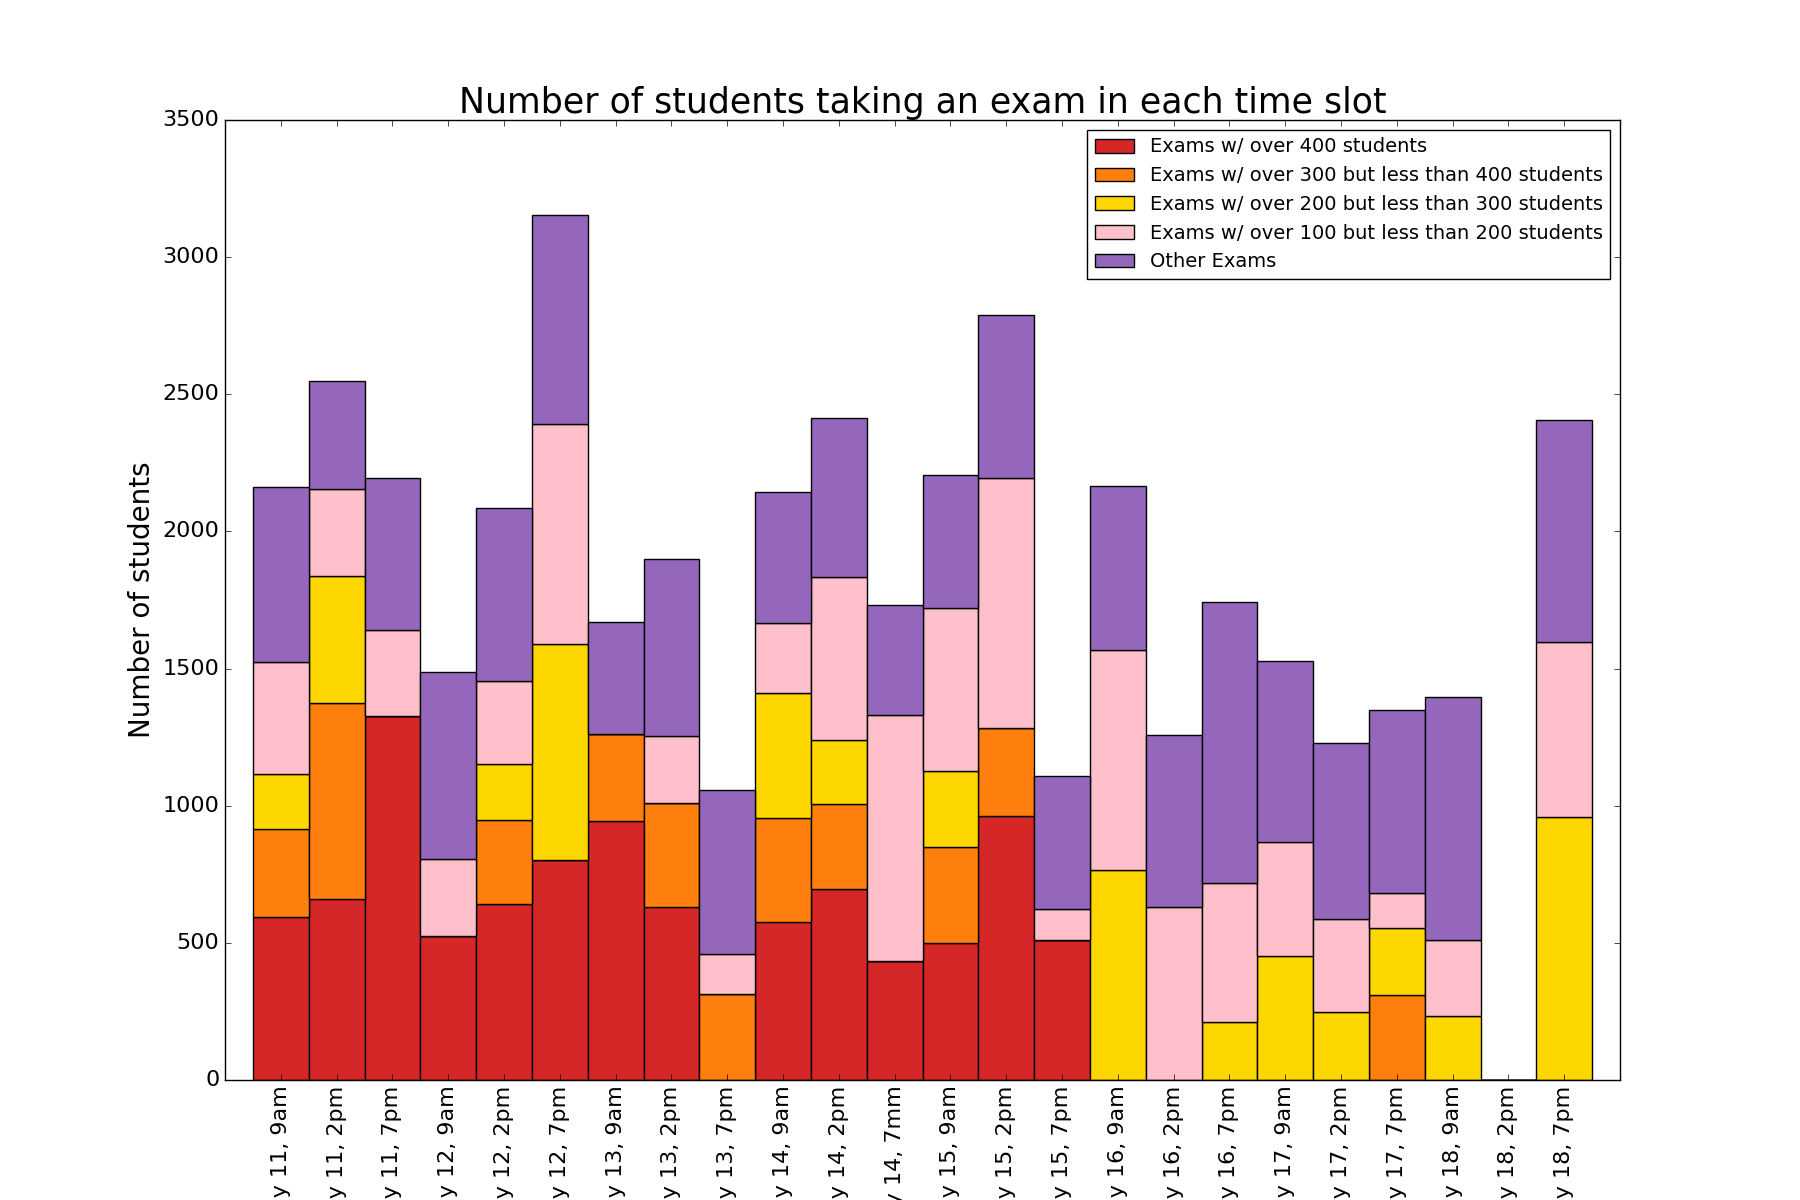 Number of students taking an exam in each time slot
Exams w/ over 400 students
Exams w/ over 300 but less than 400 students
Exams w/ over 200 but less than 300 students
Exams w/ over 100 but less than 200 students
Other Exams
Number of students
3500
3000
2500
2000
1500
1000
500
0
y 11, 9am
y 11, 2pm
y 11, 7pm
y 12, 9am
y 12, 2pm
y 12, 7pm
y 13, 9am
y 13, 2pm
y 13, 7pm
y 14, 9am
y 14, 2pm
y 14, 7mm
y 15, 9am
y 15, 2pm
y 15, 7pm
y 16, 9am
y 16, 2pm
y 16, 7pm
y 17, 9am
y 17, 2pm
y 17, 7pm
y 18, 9am
y 18, 2pm
y 18, 7pm